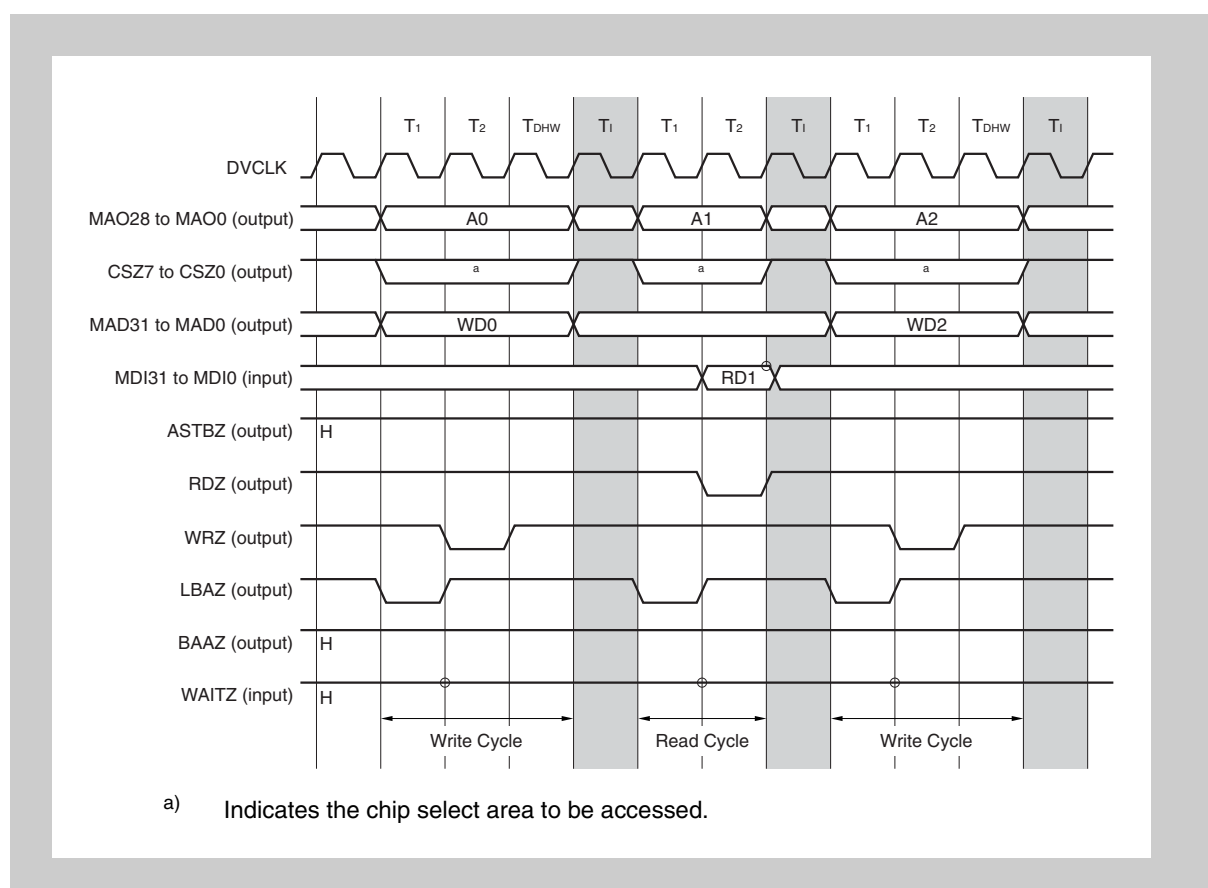 T1 T2 TDHW TI T1 T2 TI T1 T2 TDHW TI
DVCLK
MAO28 to MAO0 (output) A0 A1 A2
CSZ7 to CSZ0 (output) a a a
MAD31 to MAD0 (output) WD0 WD2
MDI31 to MDI0 (input) RD1
ASTBZ (output) H
RDZ (output)
WRZ (output)
LBAZ (output)
BAAZ (output) H
WAITZ (input) H
Write Cycle Read Cycle Write Cycle
a) Indicates the chip select area to be accessed.